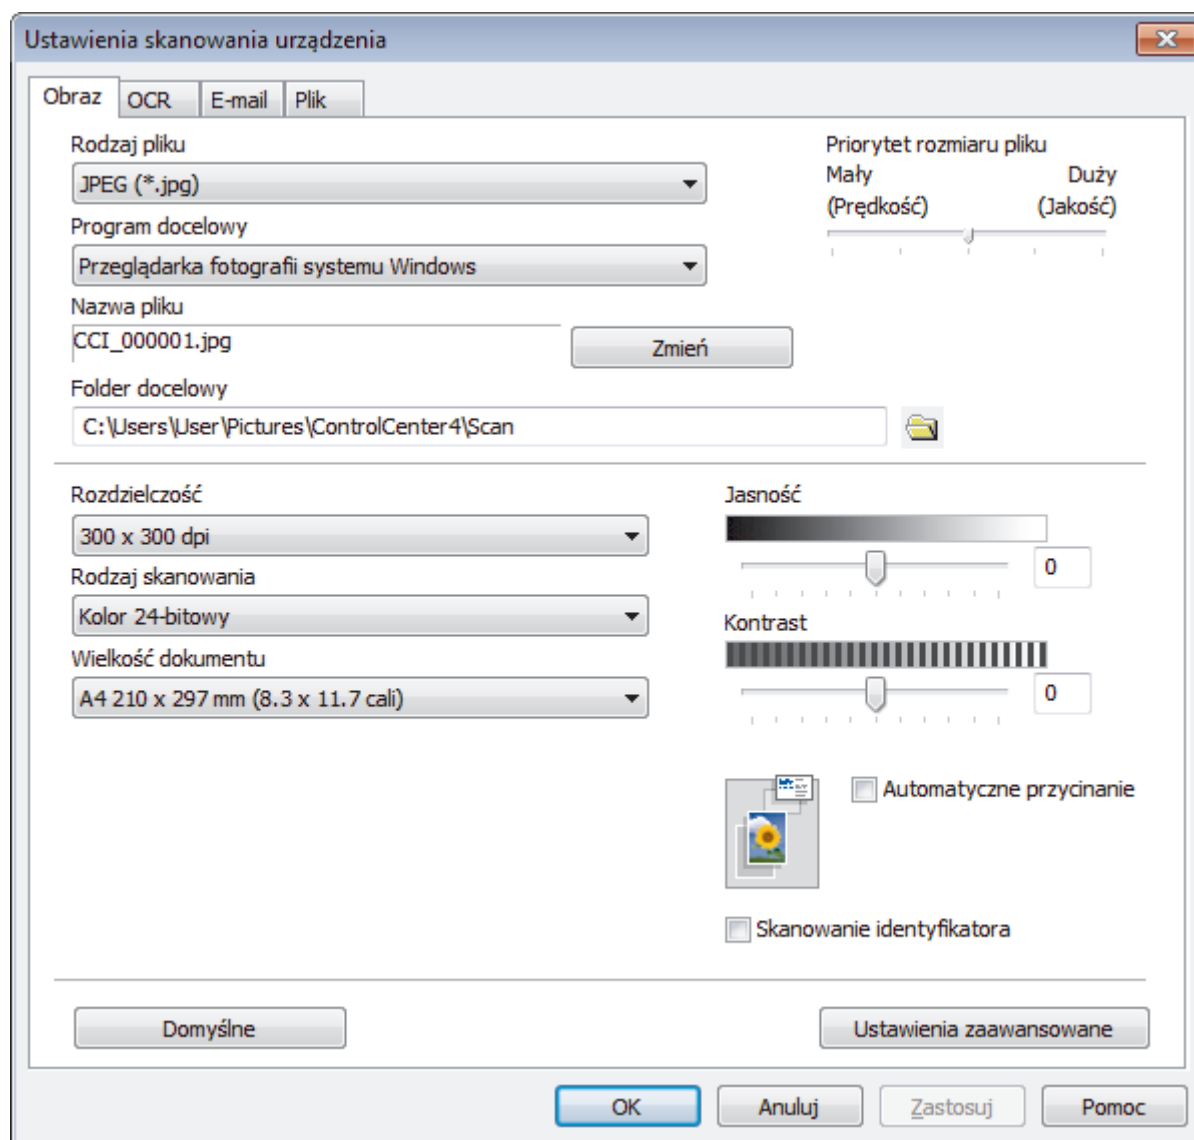 Ustawienia skanowania urządzenia
Obraz OCR E-mail Plik
Rodzaj pliku
JPEG (*.jpg)
Program docelowy
Przeglądarka fotografii systemu Windows
Nazwa pliku
CCI_000001.jpg
Zmień
Folder docelowy
C:\Users\User\Pictures\ControlCenter4\Scan
Priorytet rozmiaru pliku
Mały Duży
(Prędkość) (Jakość)
Rozdzielczość
300 x 300 dpi
Rodzaj skanowania
Kolor 24-bitowy
Wielkość dokumentu
A4 210 x 297 mm (8.3 x 11.7 cali)
Jasność
0
Kontrast
0
Automatyczne przycinanie
Skanowanie identyfikatora
Domyślne
Ustawienia zaawansowane
OK Anuluj Zastosuj Pomoc